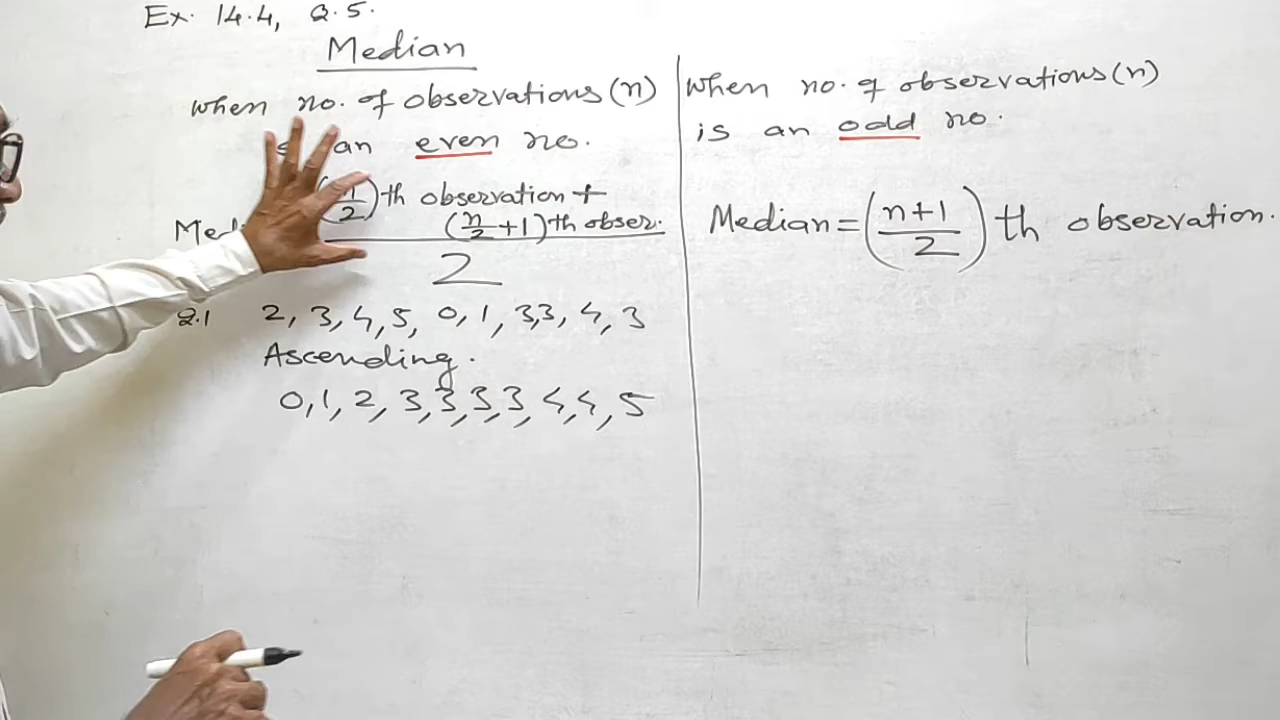 Ex. 14.4, Q.5.
Median
when no. of observations (n)
an even no.
2)th observation +
(n/2 +1)th obser.
2
Q.1 2, 3, 4, 5, 0, 1, 3,3, 4, 3
Ascending.
0, 1, 2, 3, 3, 3, 3, 4, 4, 5
When no. of observations (n)
is an odd no.
Median = (n+1/2) th observation.